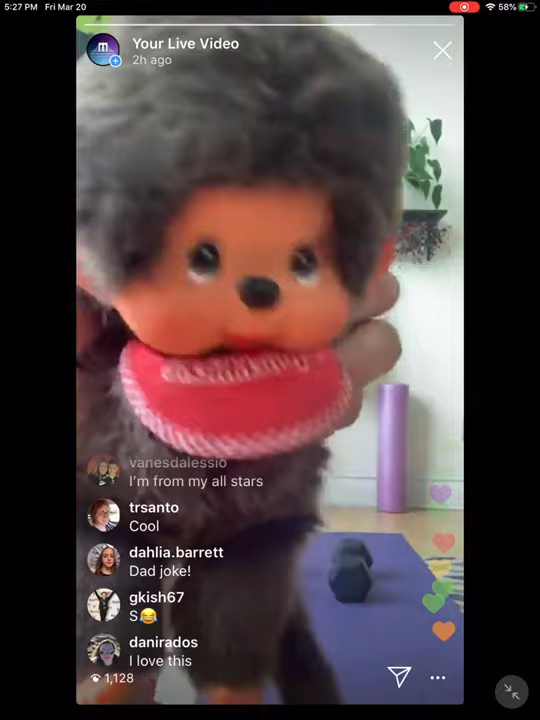 5:27 PM Fri Mar 20
58%
Your Live Video
2h ago
vanesdalessio
I'm from my all stars
trsanto
Cool
dahlia.barrett
Dad joke!
gkish67
S😂
danirados
I love this
1,128